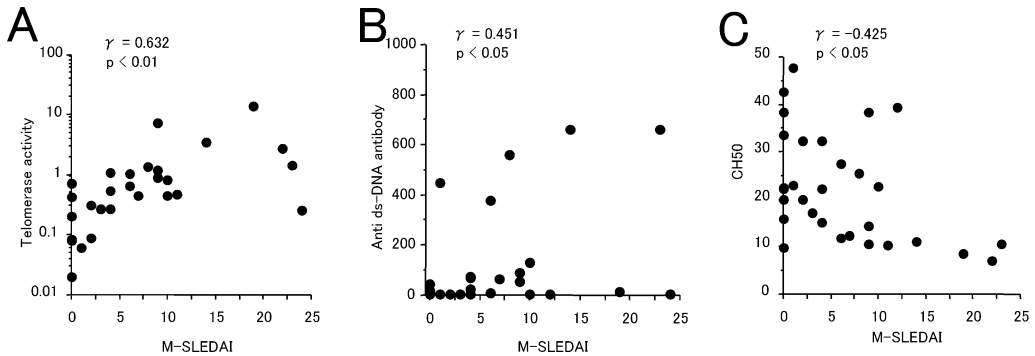 A
γ = 0.632
p < 0.01
100
10
1
0.1
0.01
Telomerase activity
0
5
10
15
20
25
M-SLEDAI
B
γ = 0.451
p < 0.05
1000
800
600
400
200
0
Anti ds-DNA antibody
0
5
10
15
20
25
M-SLEDAI
C
γ = -0.425
p < 0.05
50
40
30
20
10
0
CH50
0
5
10
15
20
25
M-SLEDAI